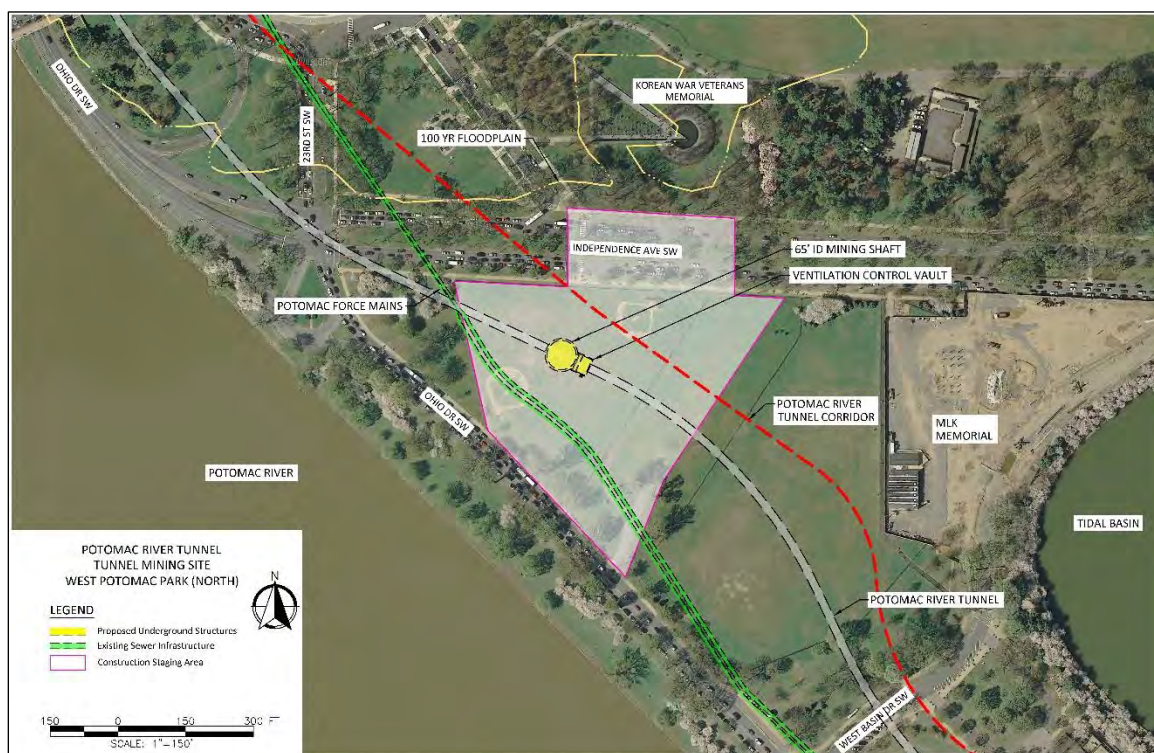 OHIO DR SW
23RD ST SW
100 YR FLOODPLAIN
KOREAN WAR VETERANS
MEMORIAL
INDEPENDENCE AVE SW
65' ID MINING SHAFT
VENTILATION CONTROL VAULT
POTOMAC FORCE MAINS
OHIO DR SW
POTOMAC RIVER
TUNNEL CORRIDOR
MLK
MEMORIAL
POTOMAC RIVER
TIDAL BASIN
POTOMAC RIVER TUNNEL
WEST BASIN DR SW
POTOMAC RIVER TUNNEL
TUNNEL MINING SITE
WEST POTOMAC PARK (NORTH)
N
LEGEND
Proposed Underground Structures
Existing Sewer Infrastructure
Construction Staging Area
150 0 150 300 FT
SCALE: 1"=150'